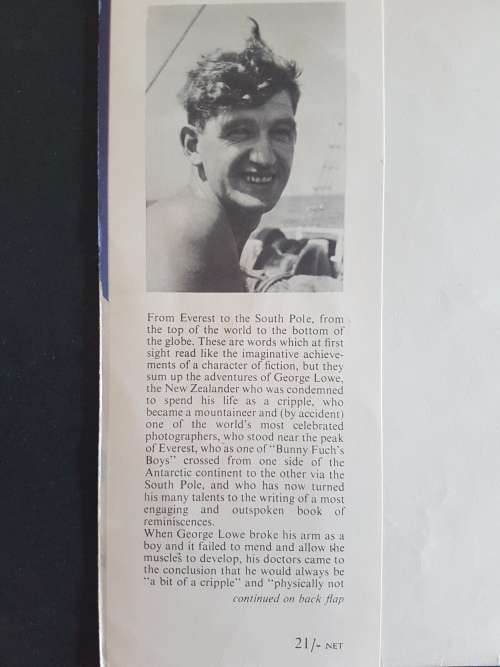 From Everest to the South Pole, from
the top of the world to the bottom of
the globe. These are words which at first
sight read like the imaginative achieve-
ments of a character of fiction, but they
sum up the adventures of George Lowe,
the New Zealander who was condemned
to spend his life as a cripple, who
became a mountaineer and (by accident)
one of the world's most celebrated
photographers, who stood near the peak
of Everest, who as one of "Bunny Fuch's
Boys" crossed from one side of the
Antarctic continent to the other via the
South Pole, and who has now turned
his many talents to the writing of a most
engaging and outspoken book of
reminiscences.
When George Lowe broke his arm as a
boy and it failed to mend and allow the
muscles to develop, his doctors came to
the conclusion that he would always be
"a bit of a cripple" and "physically not
continued on back flap
21/- NET